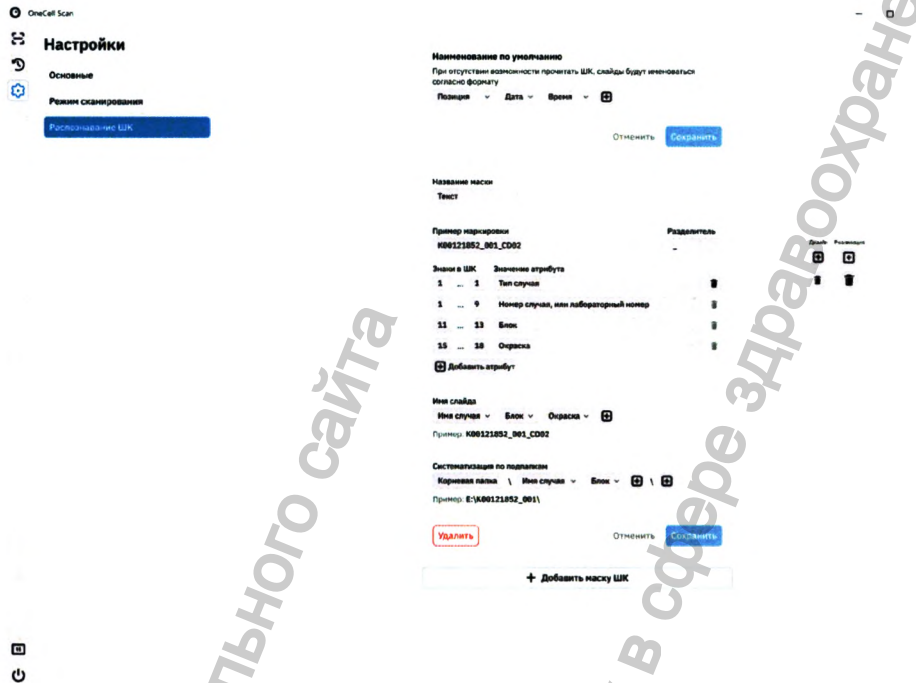 OneCell Scan
Настройки
Основные
Режим сканирования
Распознавание ШК
Наименование по умолчанию
При отсутствии возможности прочитать ШК, слайды будут именоваться
согласно формату
Позиция Дата Время
Отменить Сохранить
Название маски
Текст
Пример маркировки Разделитель
K00121852_001_CD02 _
Знаки в ШК Значение атрибута
1 ... 1 Тип случая
1 ... 9 Номер случая, или лабораторный номер
11 ... 13 Блок
15 ... 18 Окраска
Добавить атрибут
Имя слайда
Имя случая Блок Окраска
Пример: K00121852_001_CD02
Систематизация по подпапкам
Корневая папка \ Имя случая Блок \
Пример: E:\K00121852_001\
Удалить Отменить Сохранить
+ Добавить маску ШК
льного сайта
в сфере здравоохране